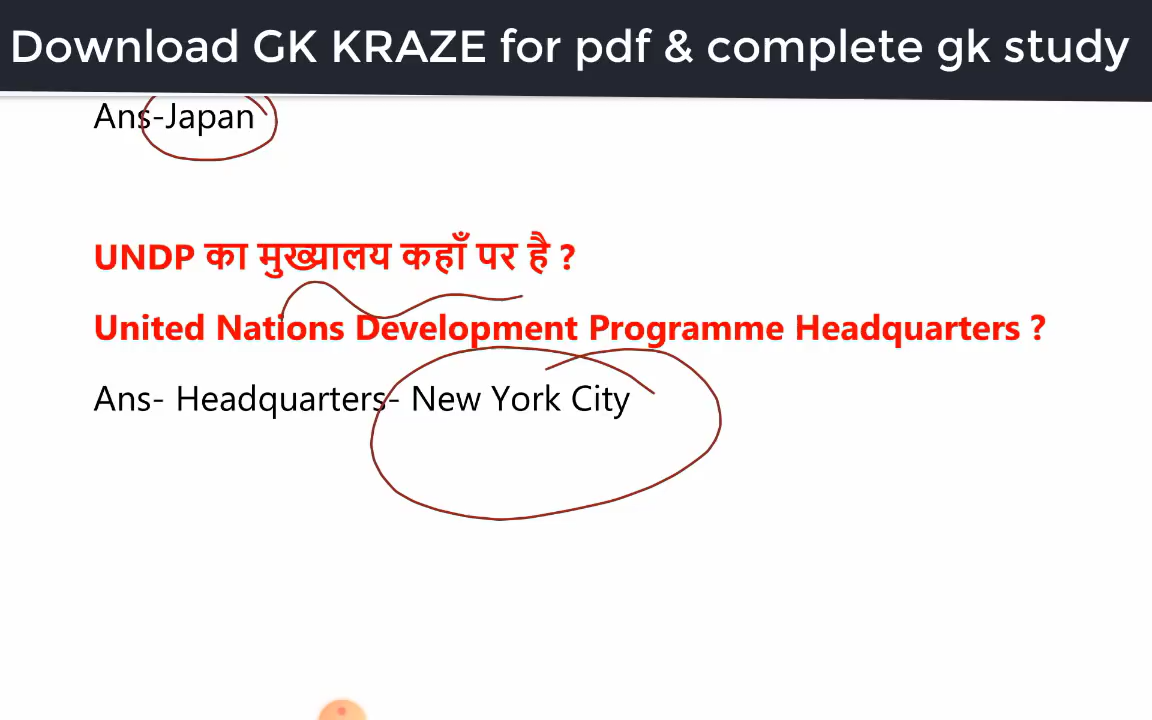 Download GK KRAZE for pdf & complete gk study
Ans-Japan
UNDP का मुख्यालय कहाँ पर है ?
United Nations Development Programme Headquarters ?
Ans- Headquarters- New York City